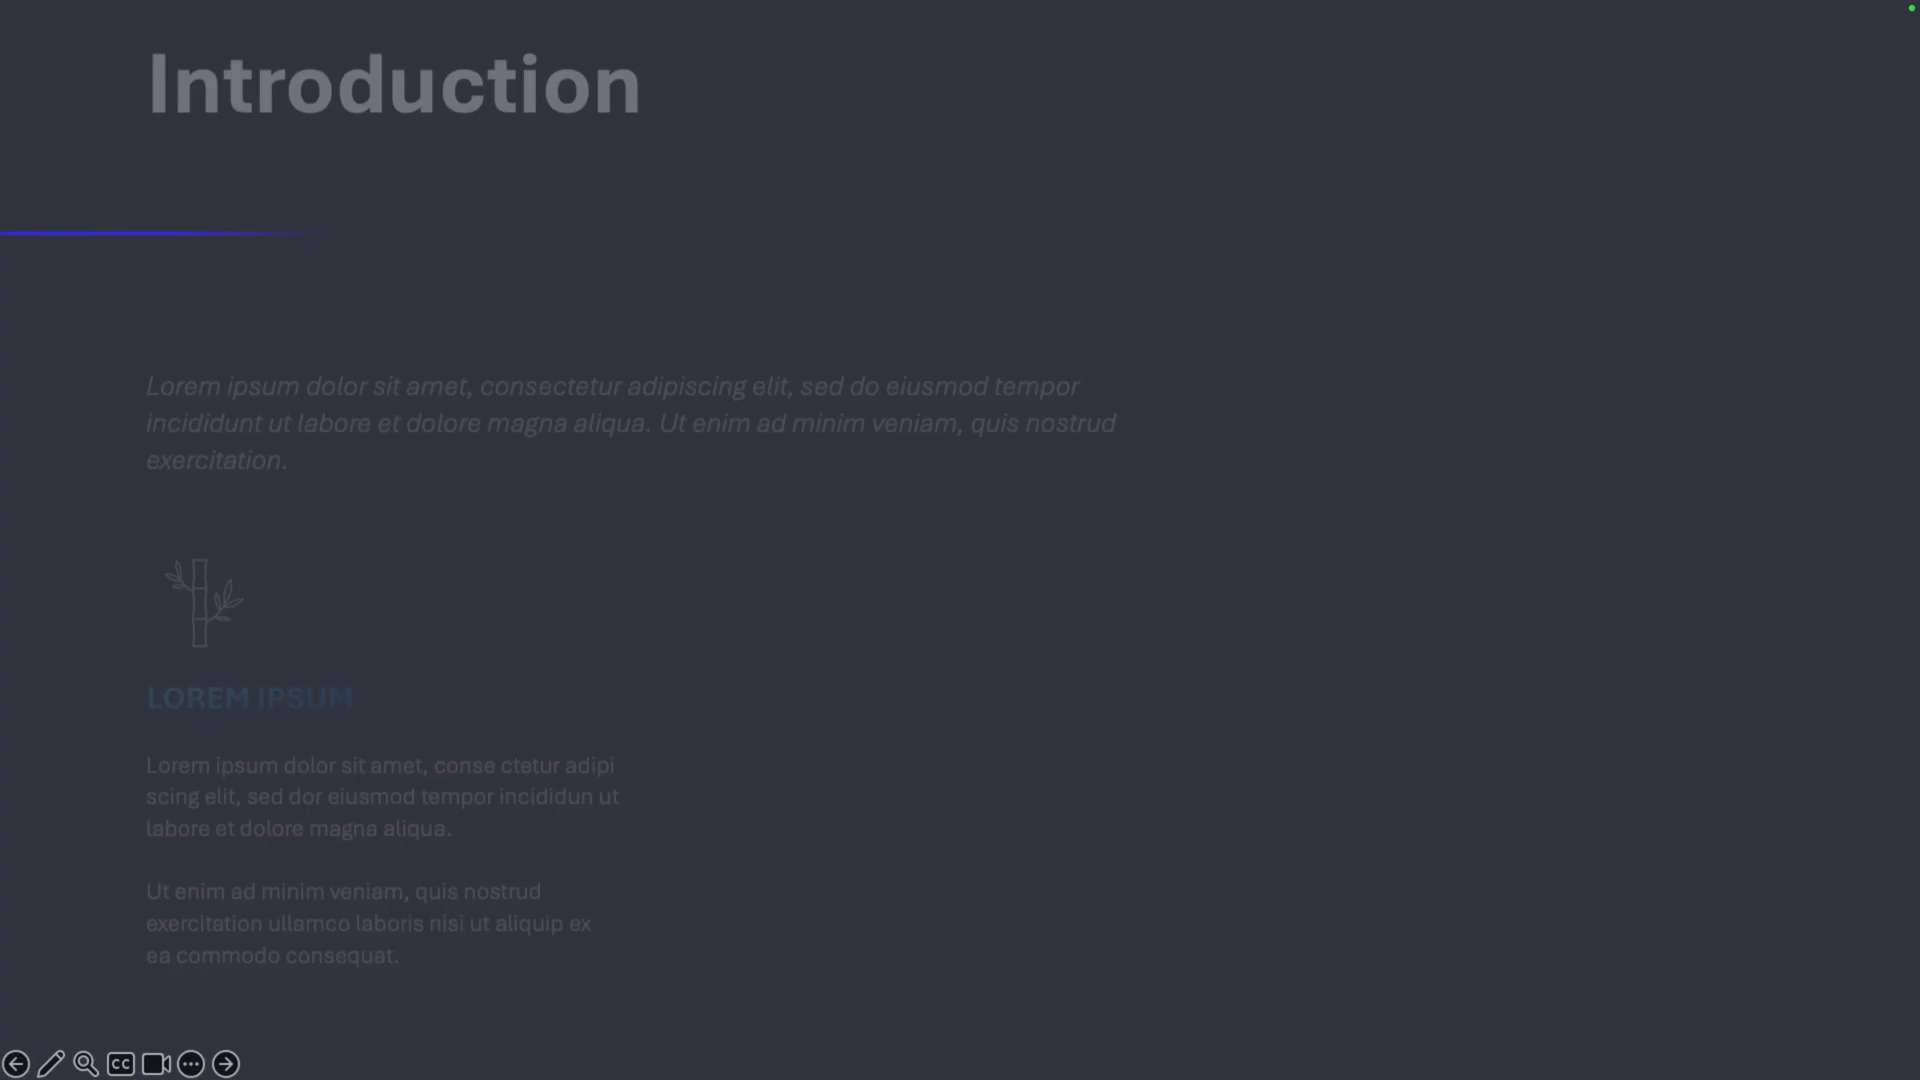 Introduction
Lorem ipsum dolor sit amet, consectetur adipiscing elit, sed do eiusmod tempor
incididunt ut labore et dolore magna aliqua. Ut enim ad minim veniam, quis nostrud
exercitation.
LOREM IPSUM
Lorem ipsum dolor sit amet, conse ctetur adipi
scing elit, sed dor eiusmod tempor incididun ut
labore et dolore magna aliqua.
Ut enim ad minim veniam, quis nostrud
exercitation ullamco laboris nisi ut aliquip ex
ea commodo consequat.
CC